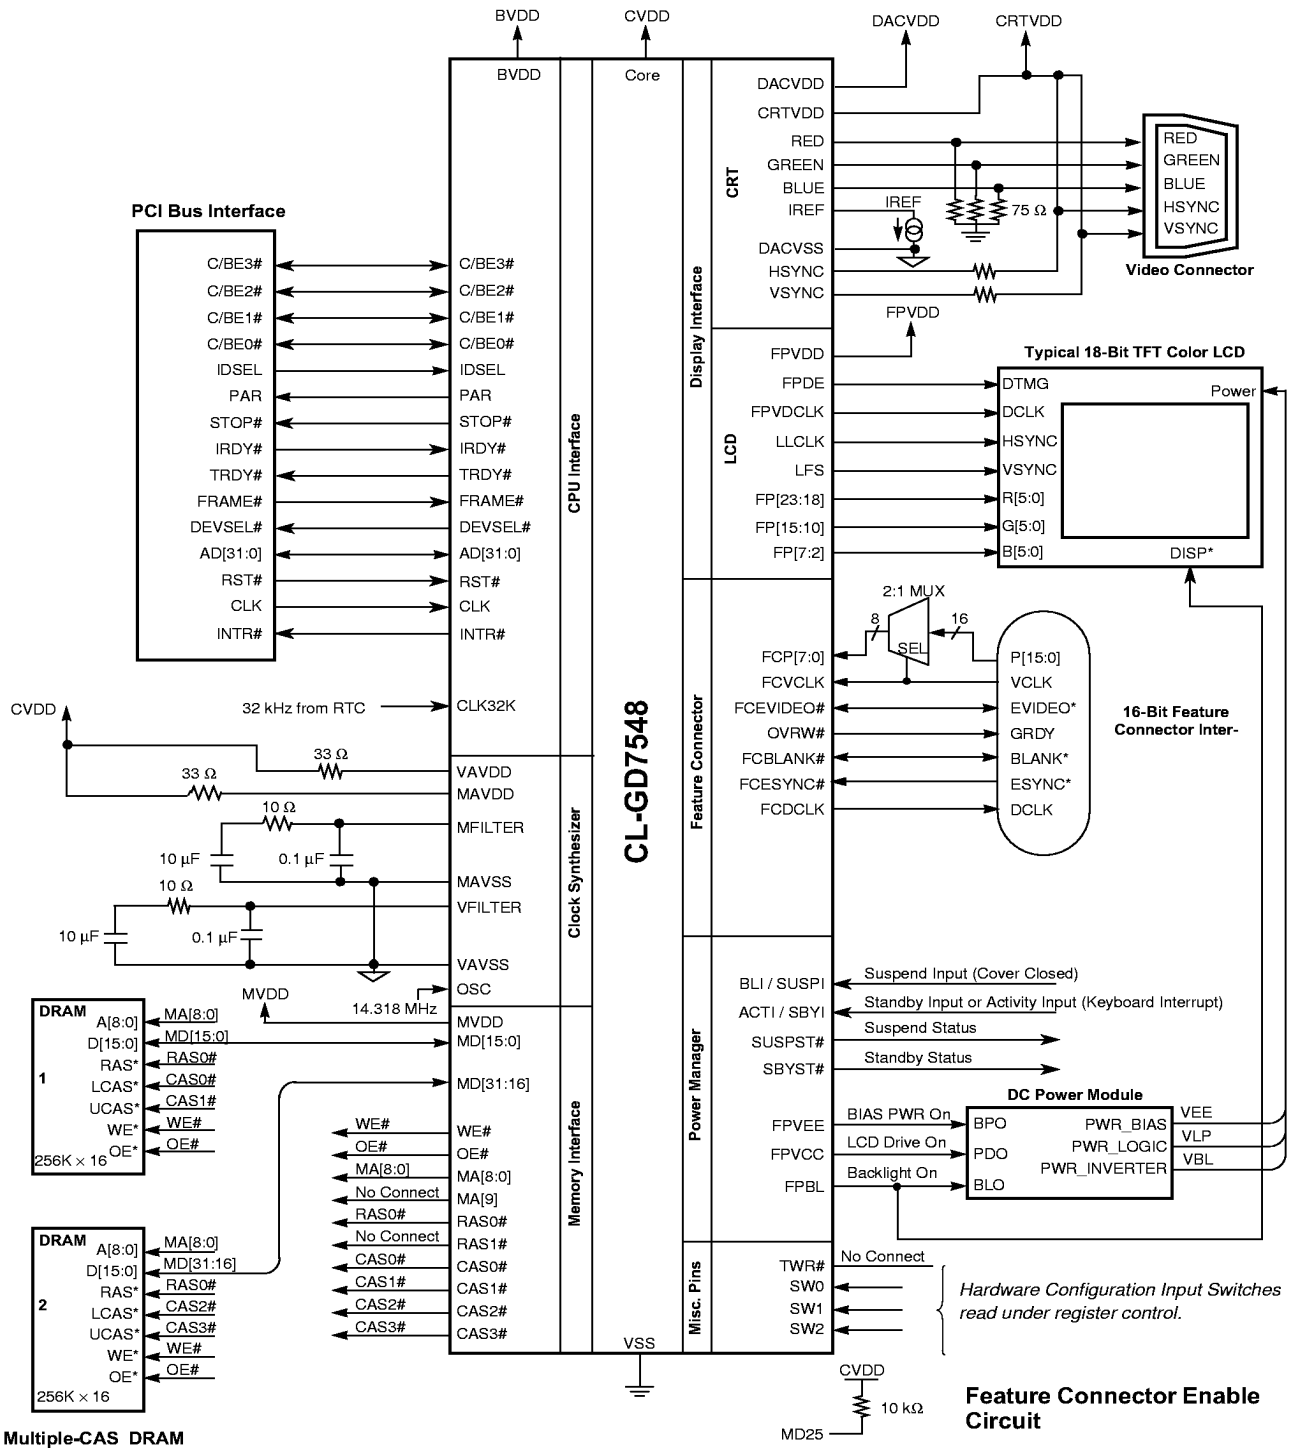 BVDD
CVDD
DACVDD
CRTVDD
BVDD
Core
DACVDD
CRTVDD
RED
GREEN
BLUE
IREF
DACVSS
HSYNC
VSYNC
CRT
IREF
75 Ω
RED
GREEN
BLUE
HSYNC
VSYNC
Video Connector
PCI Bus Interface
C/BE3#
C/BE2#
C/BE1#
C/BE0#
IDSEL
PAR
STOP#
IRDY#
TRDY#
FRAME#
DEVSEL#
AD[31:0]
RST#
CLK
INTR#
C/BE3#
C/BE2#
C/BE1#
C/BE0#
IDSEL
PAR
STOP#
IRDY#
TRDY#
FRAME#
DEVSEL#
AD[31:0]
RST#
CLK
INTR#
CPU Interface
Display Interface
FPVDD
FPVDD
FPDE
FPVDCLK
LLCLK
LFS
FP[23:18]
FP[15:10]
FP[7:2]
LCD
Typical 18-Bit TFT Color LCD
DTMG
DCLK
HSYNC
VSYNC
R[5:0]
G[5:0]
B[5:0]
Power
DISP*
2:1 MUX
8
16
SEL
FCP[7:0]
FCVCLK
FCEVIDEO#
OVRW#
FCBLANK#
FCESYNC#
FCDCLK
Feature Connector
P[15:0]
VCLK
EVIDEO*
GRDY
BLANK*
ESYNC*
DCLK
16-Bit Feature
Connector Inter-
CL-GD7548
32 kHz from RTC
CLK32K
CVDD
33 Ω
33 Ω
10 Ω
10 µF
0.1 µF
10 Ω
10 µF
0.1 µF
VAVDD
MAVDD
MFILTER
MAVSS
VFILTER
VAVSS
OSC
14.318 MHz
Clock Synthesizer
MVDD
MVDD
MD[15:0]
MD[31:16]
WE#
OE#
MA[8:0]
MA[9]
RAS0#
RAS1#
CAS0#
CAS1#
CAS2#
CAS3#
Memory Interface
WE#
OE#
MA[8:0]
No Connect
RAS0#
No Connect
CAS0#
CAS1#
CAS2#
CAS3#
DRAM
1
A[8:0]
D[15:0]
RAS*
LCAS*
UCAS*
WE*
OE*
256K × 16
MA[8:0]
MD[15:0]
RAS0#
CAS0#
CAS1#
WE#
OE#
DRAM
2
A[8:0]
D[15:0]
RAS*
LCAS*
UCAS*
WE*
OE*
256K × 16
MA[8:0]
MD[31:16]
RAS0#
CAS2#
CAS3#
WE#
OE#
Multiple-CAS DRAM
Power Manager
BLI / SUSPI
ACTI / SBYI
SUSPST#
SBYST#
FPVEE
FPVCC
FPBL
Suspend Input (Cover Closed)
Standby Input or Activity Input (Keyboard Interrupt)
Suspend Status
Standby Status
BIAS PWR On
LCD Drive On
Backlight On
DC Power Module
BPO
PDO
BLO
PWR_BIAS
PWR_LOGIC
PWR_INVERTER
VEE
VLP
VBL
Misc. Pins
TWR#
SW0
SW1
SW2
No Connect
Hardware Configuration Input Switches
read under register control.
VSS
CVDD
10 kΩ
MD25
Feature Connector Enable
Circuit